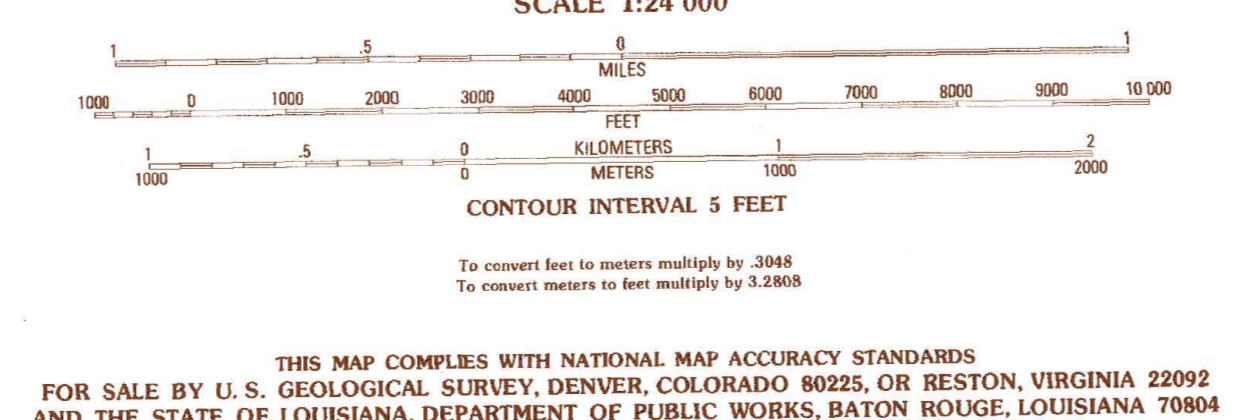 SCALE 1:24 000
1 .5 0 1
MILES
1000 0 1000 2000 3000 4000 5000 6000 7000 8000 9000 10 000
FEET
1 .5 0 KILOMETERS 1 2
1000 0 METERS 1000 2000
CONTOUR INTERVAL 5 FEET
To convert feet to meters multiply by .3048
To convert meters to feet multiply by 3.2808
THIS MAP COMPLIES WITH NATIONAL MAP ACCURACY STANDARDS
FOR SALE BY U. S. GEOLOGICAL SURVEY, DENVER, COLORADO 80225, OR RESTON, VIRGINIA 22092
AND THE STATE OF LOUISIANA, DEPARTMENT OF PUBLIC WORKS, BATON ROUGE, LOUISIANA 70804